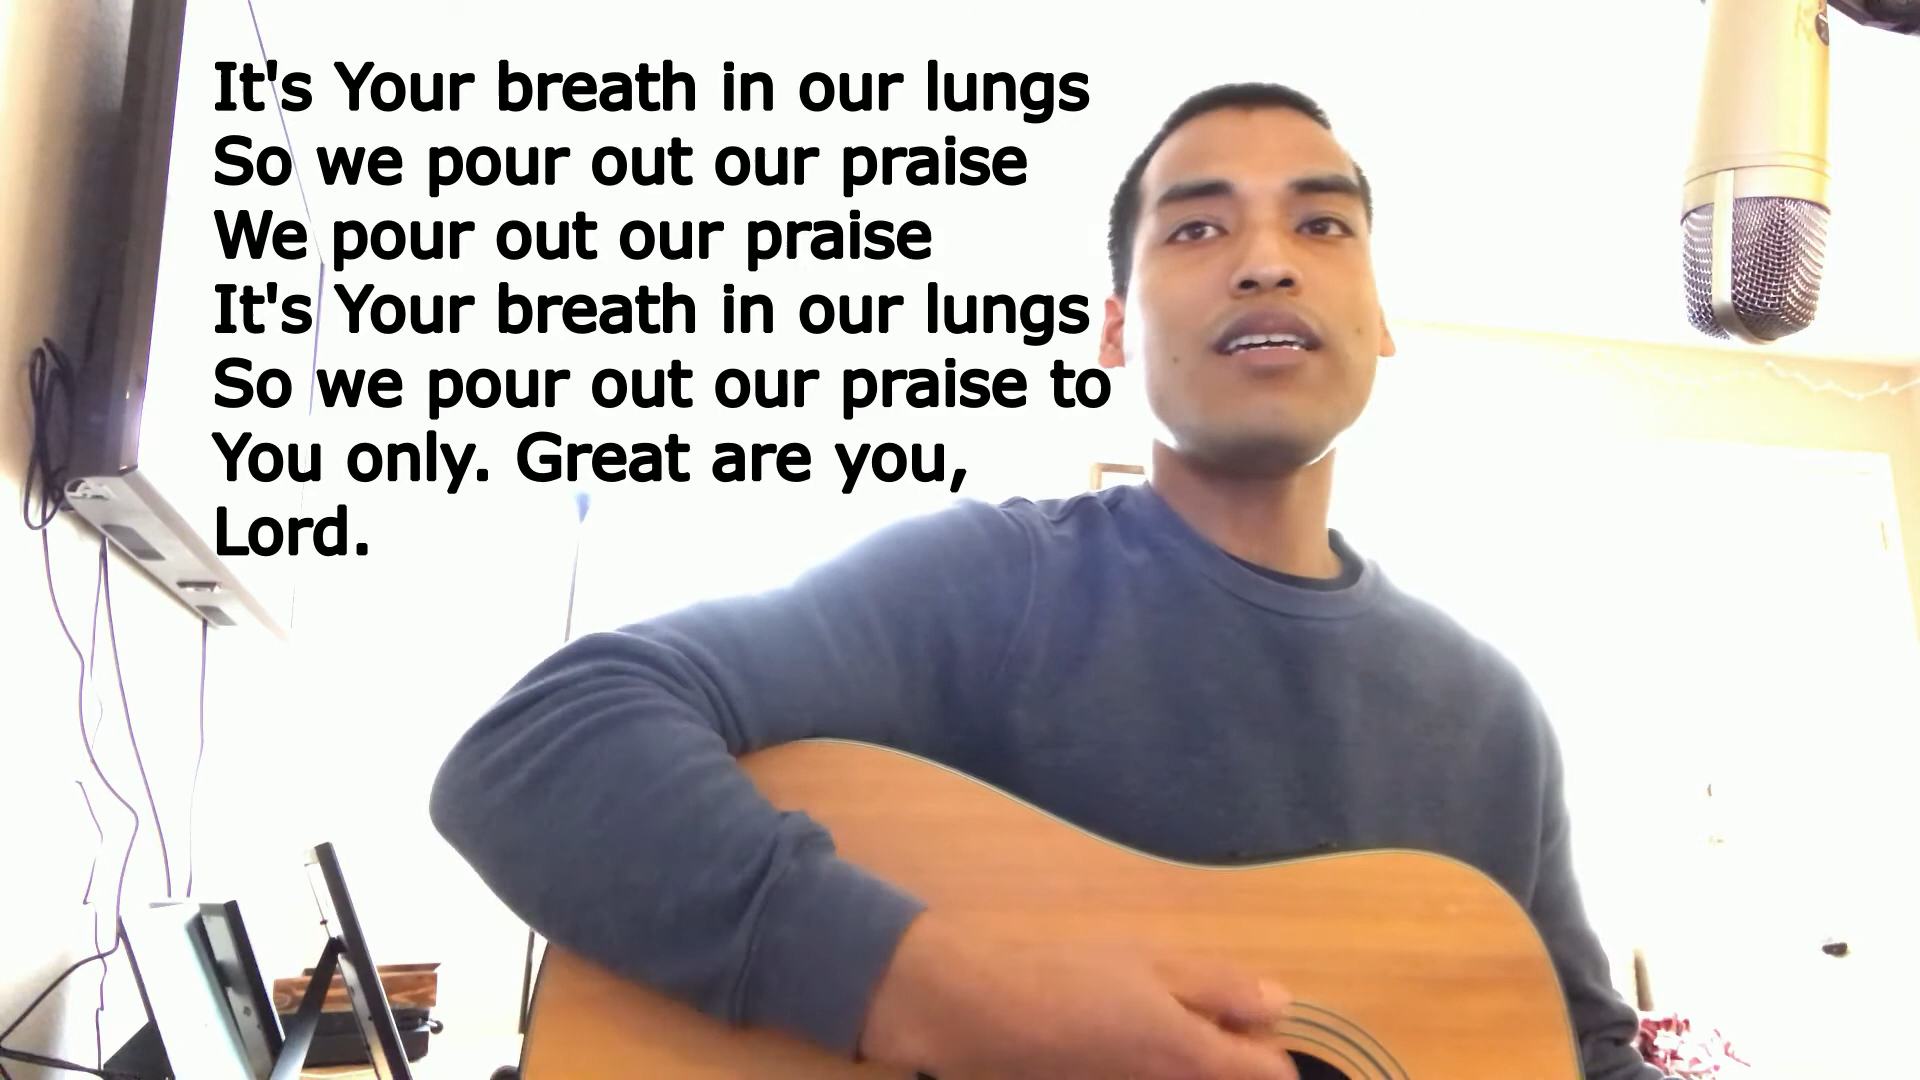 It's Your breath in our lungs
So we pour out our praise
We pour out our praise
It's Your breath in our lungs
So we pour out our praise to
You only. Great are you,
Lord.